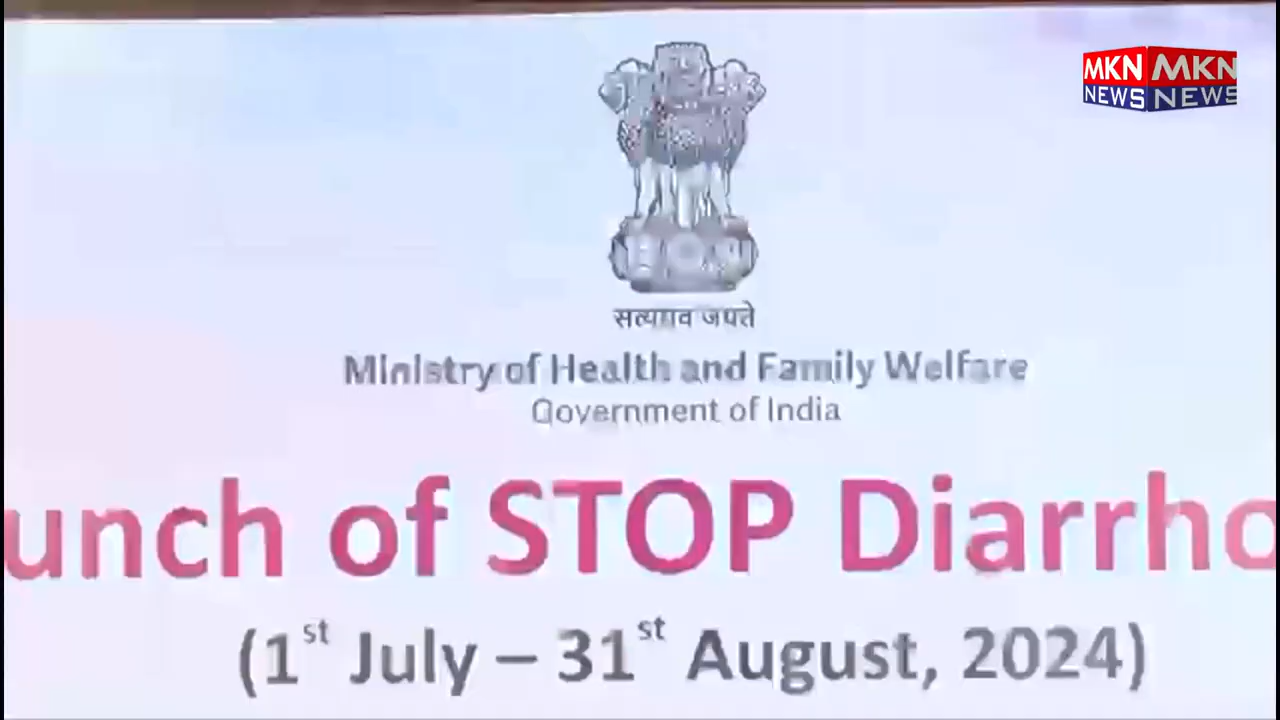 MKN MKN
NEWS NEWS
सत्यमेव जयते
Ministry of Health and Family Welfare
Government of India
unch of STOP Diarrho
(1st July – 31st August, 2024)